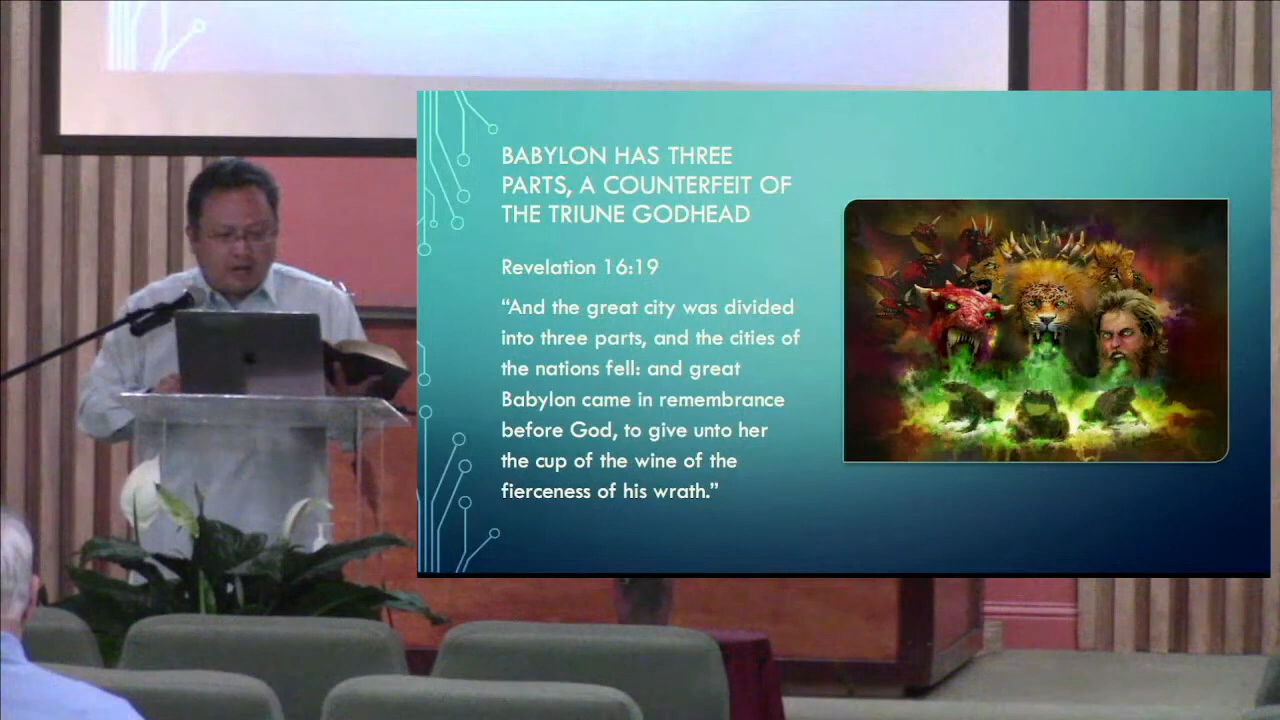 BABYLON HAS THREE
PARTS, A COUNTERFEIT OF
THE TRIUNE GODHEAD
Revelation 16:19
“And the great city was divided
into three parts, and the cities of
the nations fell: and great
Babylon came in remembrance
before God, to give unto her
the cup of the wine of the
fierceness of his wrath.”